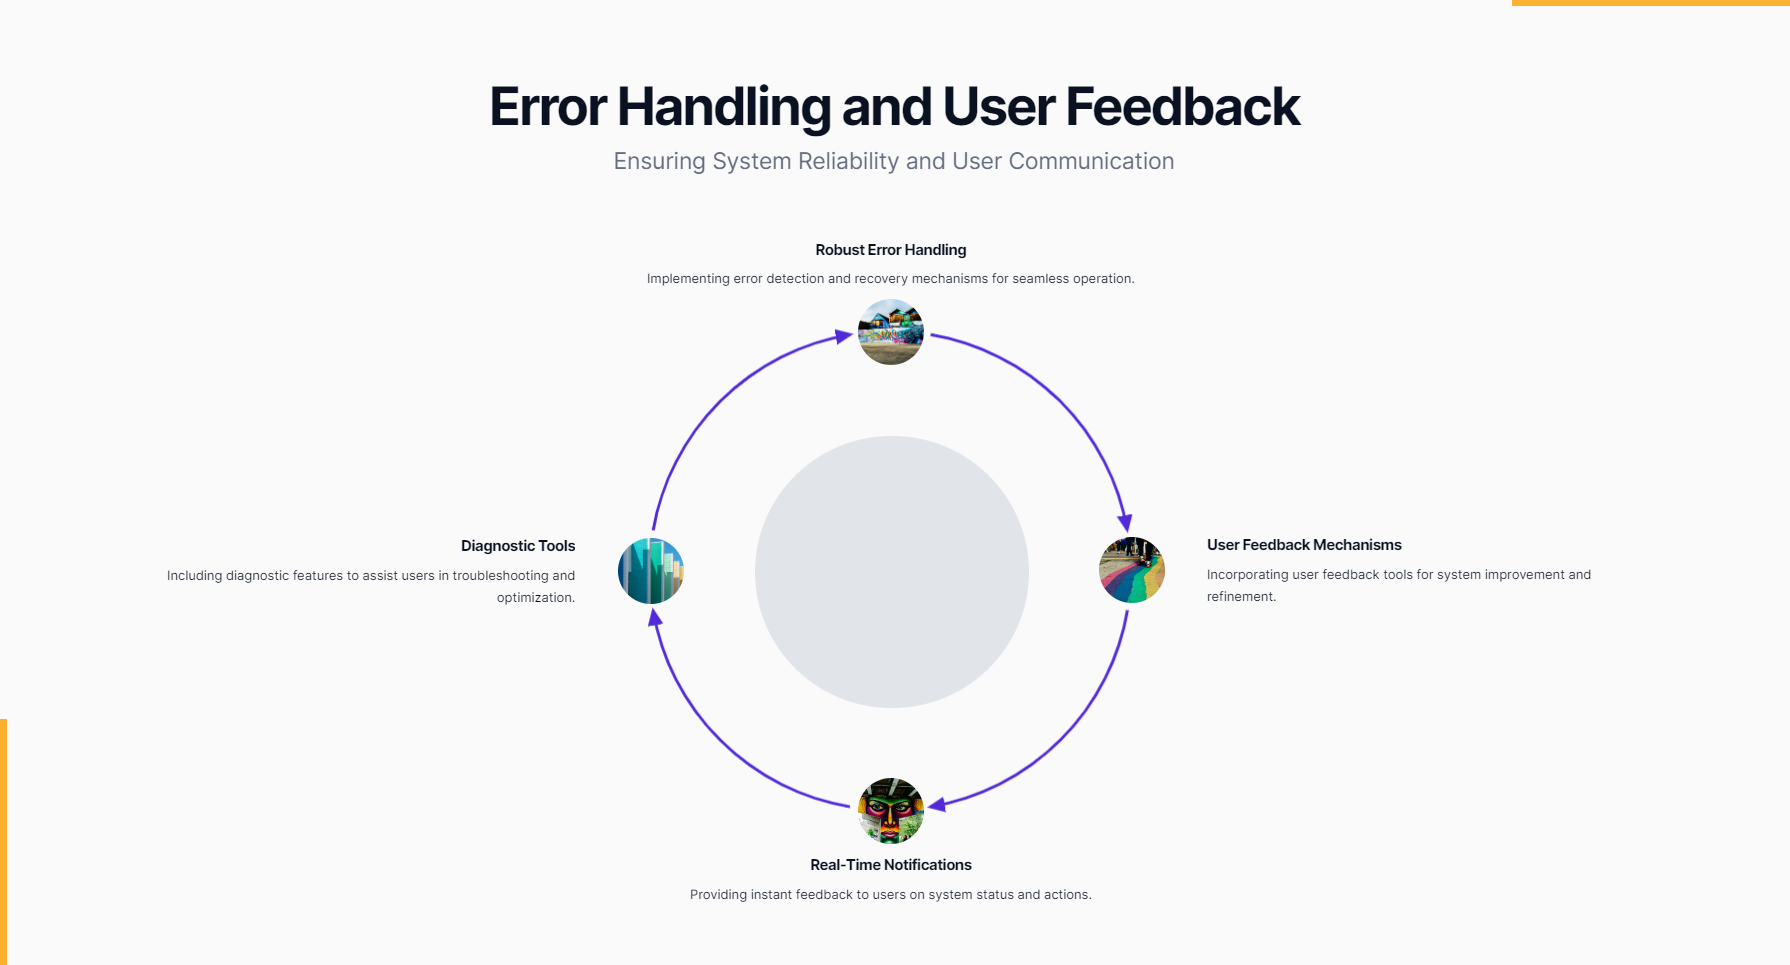 Error Handling and User Feedback
Ensuring System Reliability and User Communication
Robust Error Handling
Implementing error detection and recovery mechanisms for seamless operation.
Diagnostic Tools
Including diagnostic features to assist users in troubleshooting and
optimization.
User Feedback Mechanisms
Incorporating user feedback tools for system improvement and
refinement.
Real-Time Notifications
Providing instant feedback to users on system status and actions.